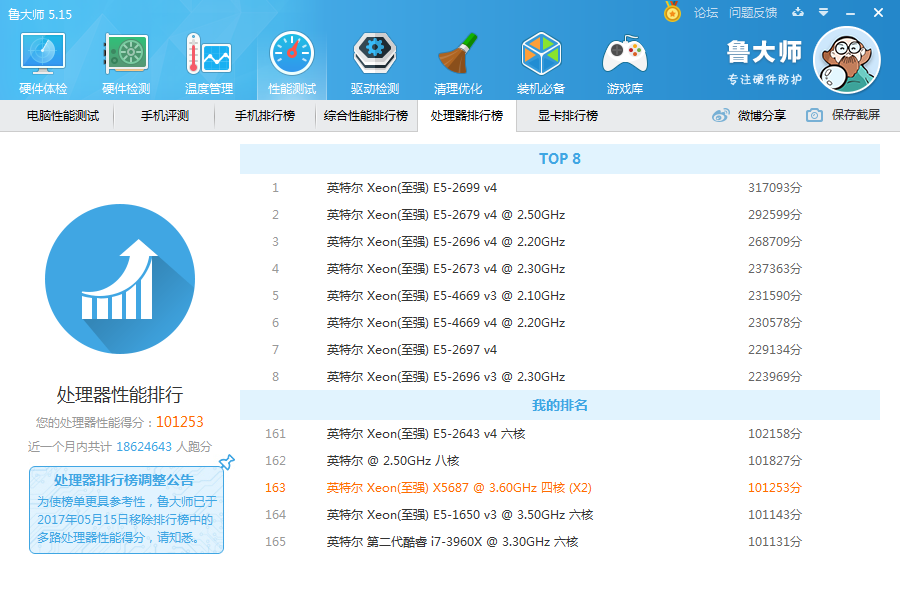 鲁大师 5.15
论坛 问题反馈
硬件体检 硬件检测 温度管理 性能测试 驱动检测 清理优化 装机必备 游戏库
鲁大师
专注硬件防护
电脑性能测试 手机评测 手机排行榜 综合性能排行榜 处理器排行榜 显卡排行榜 微博分享 保存截屏
TOP 8
1 英特尔 Xeon(至强) E5-2699 v4 317093分
2 英特尔 Xeon(至强) E5-2679 v4 @ 2.50GHz 292599分
3 英特尔 Xeon(至强) E5-2696 v4 @ 2.20GHz 268709分
4 英特尔 Xeon(至强) E5-2673 v4 @ 2.30GHz 237363分
5 英特尔 Xeon(至强) E5-4669 v3 @ 2.10GHz 231590分
6 英特尔 Xeon(至强) E5-4669 v4 @ 2.20GHz 230578分
7 英特尔 Xeon(至强) E5-2697 v4 229134分
8 英特尔 Xeon(至强) E5-2696 v3 @ 2.30GHz 223969分
我的排名
161 英特尔 Xeon(至强) E5-2643 v4 六核 102158分
162 英特尔 @ 2.50GHz 八核 101827分
163 英特尔 Xeon(至强) X5687 @ 3.60GHz 四核 (X2) 101253分
164 英特尔 Xeon(至强) E5-1650 v3 @ 3.50GHz 六核 101143分
165 英特尔 第二代酷睿 i7-3960X @ 3.30GHz 六核 101131分
处理器性能排行
您的处理器性能得分：101253
近一个月内共计 18624643 人跑分
处理器排行榜调整公告
为使榜单更具参考性，鲁大师已于
2017年05月15日移除排行榜中的
多路处理器性能得分，请知悉。